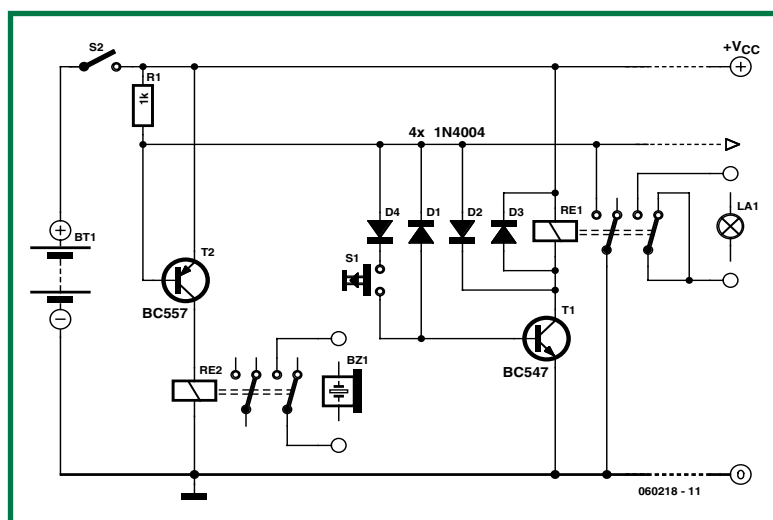 S2
+VCC
R1
1k
4x 1N4004
D4
D1
D2
D3
RE1
LA1
BT1
T2
S1
BC557
T1
BC547
RE2
BZ1
0
060218 - 11